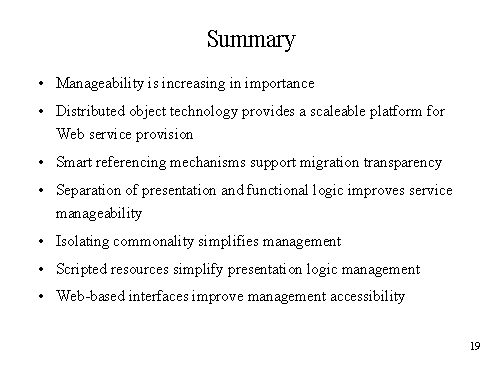 Summary
• Manageability is increasing in importance
• Distributed object technology provides a scaleable platform for
Web service provision
• Smart referencing mechanisms support migration transparency
• Separation of presentation and functional logic improves service
manageability
• Isolating commonality simplifies management
• Scripted resources simplify presentation logic management
• Web-based interfaces improve management accessibility
19